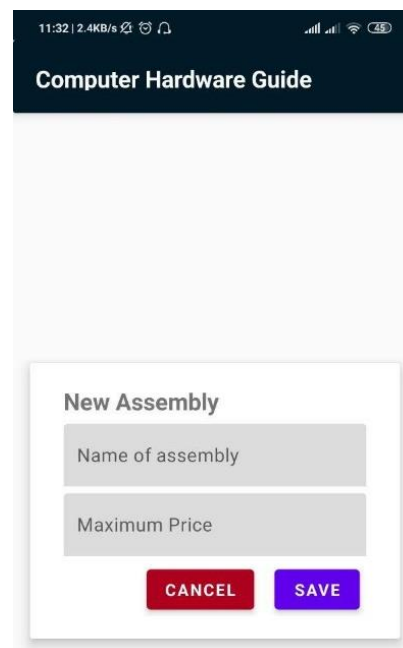 11:32 | 2.4KB/s 45
Computer Hardware Guide
New Assembly
Name of assembly
Maximum Price
CANCEL SAVE